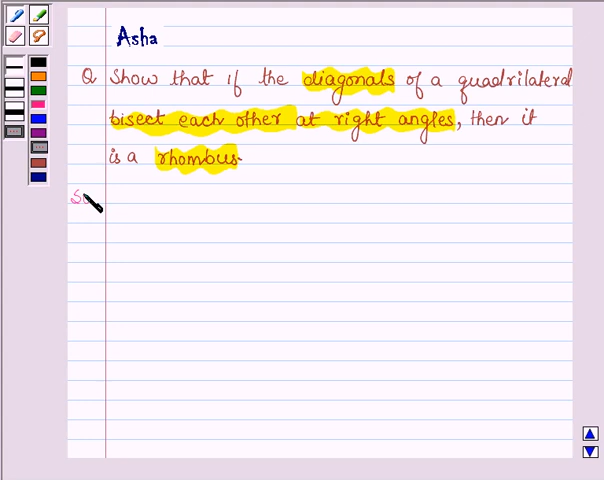 Asha
Q Show that if the diagonals of a quadrilateral
bisect each other at right angles, then it
is a rhombus.
S